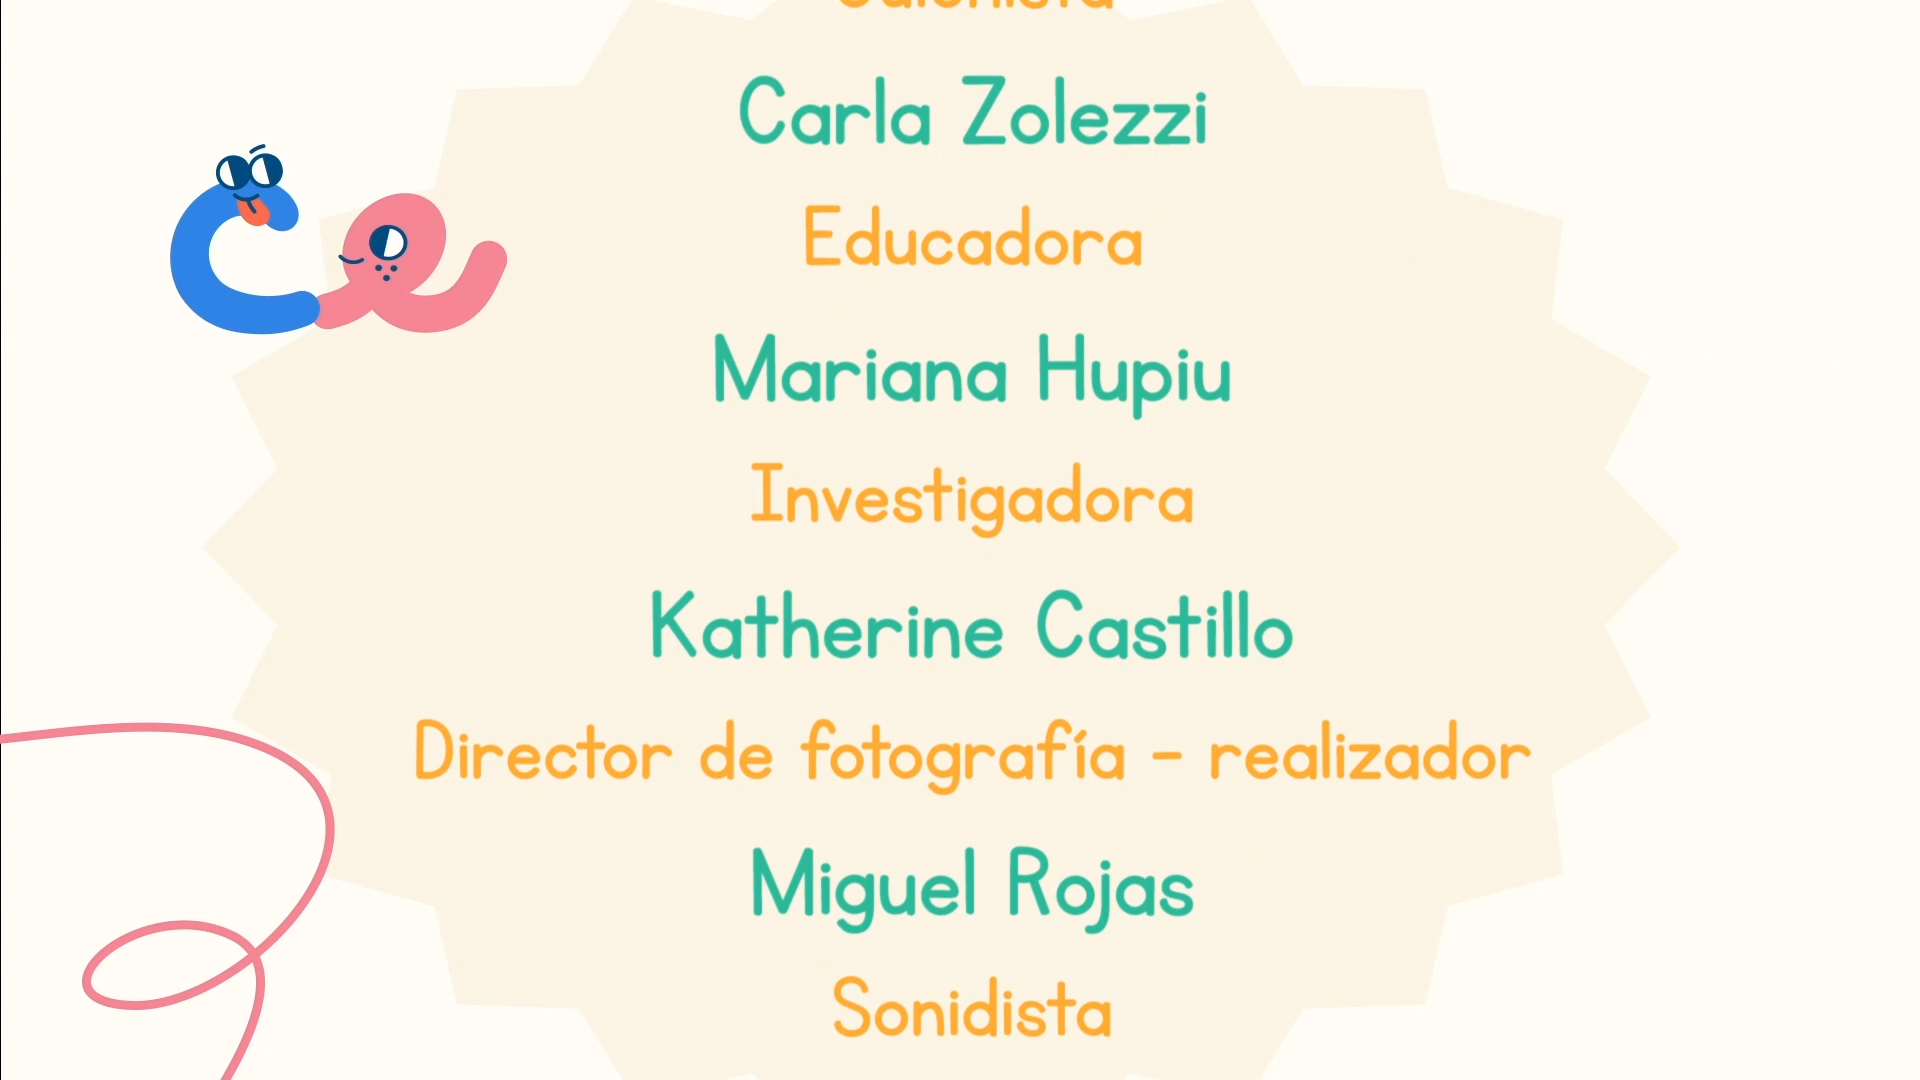 Carla Zolezzi
Educadora
Mariana Hupiu
Investigadora
Katherine Castillo
Director de fotografía - realizador
Miguel Rojas
Sonidista